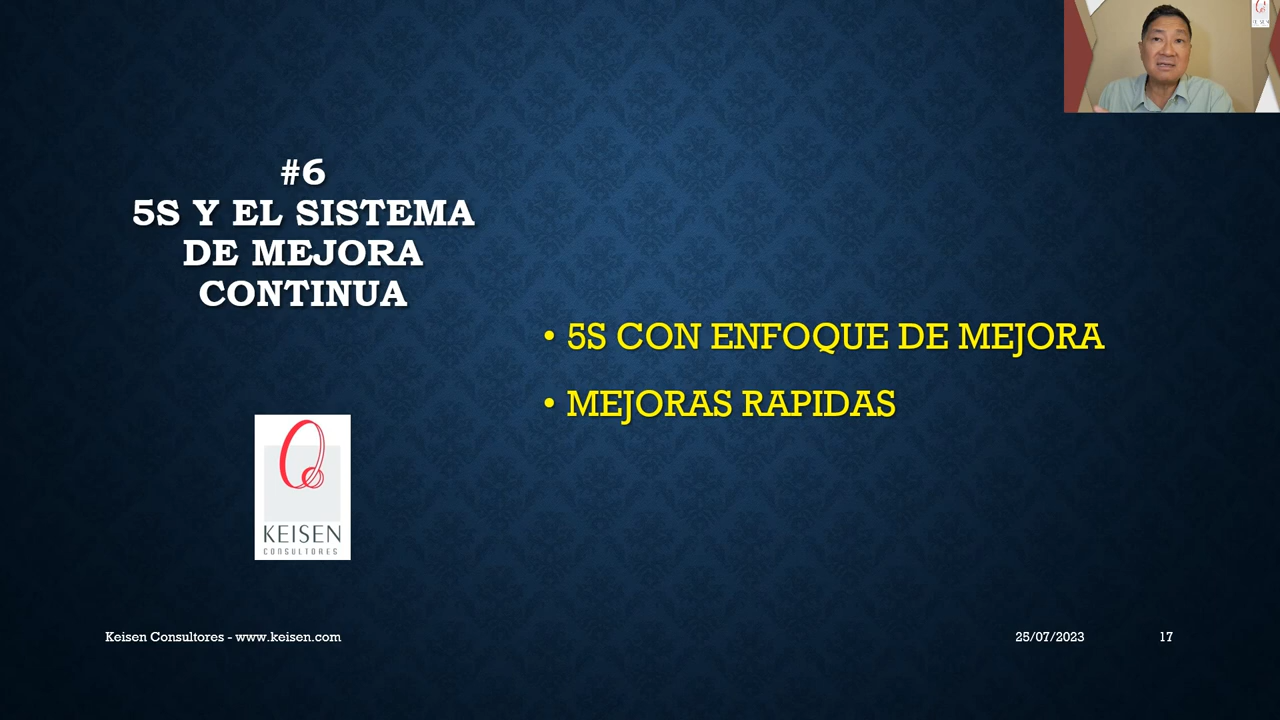 #6
5S Y EL SISTEMA
DE MEJORA
CONTINUA
• 5S CON ENFOQUE DE MEJORA
• MEJORAS RAPIDAS
KEISEN
CONSULTORES
Keisen Consultores - www.keisen.com
25/07/2023
17